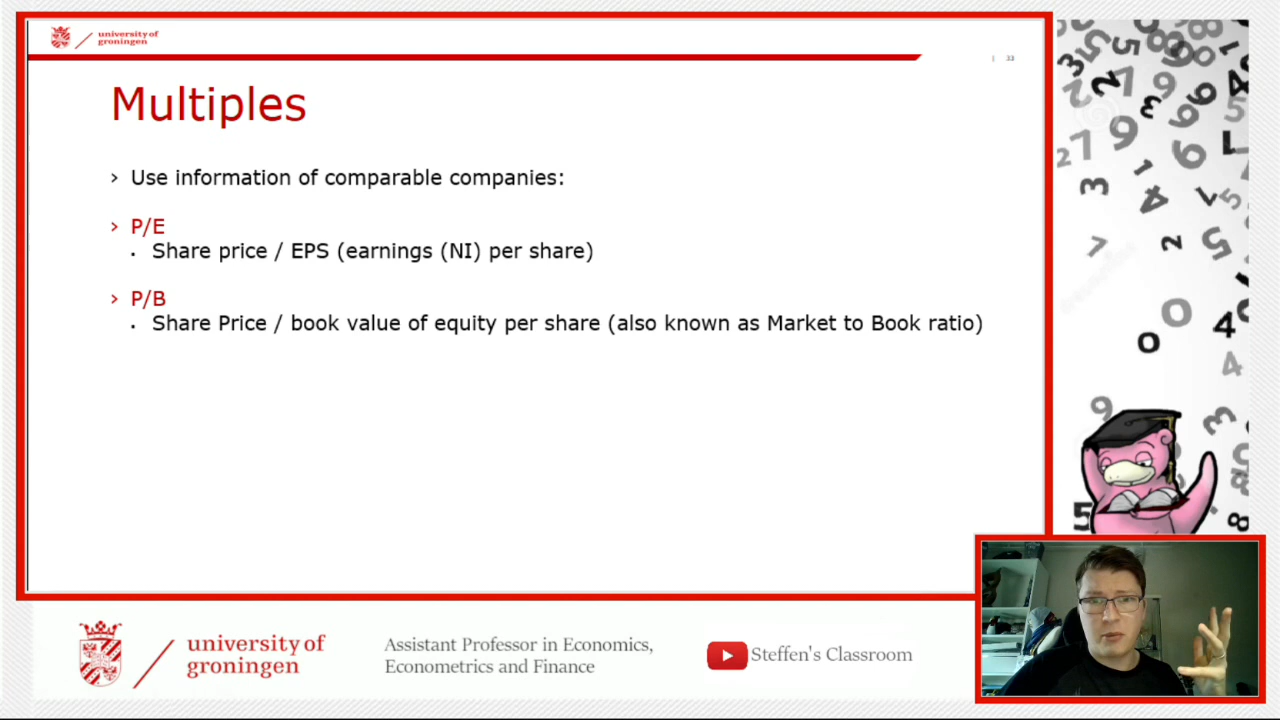 university of
groningen
| 33
Multiples
› Use information of comparable companies:
› P/E
▪ Share price / EPS (earnings (NI) per share)
› P/B
▪ Share Price / book value of equity per share (also known as Market to Book ratio)
university of
groningen
Assistant Professor in Economics,
Econometrics and Finance
Steffen's Classroom